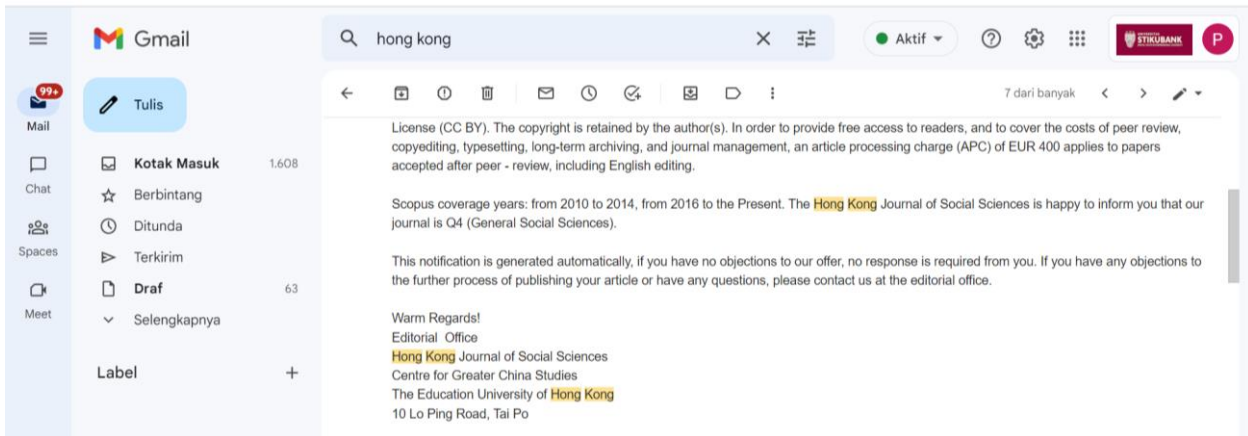 Gmail
hong kong
Aktif
UNIVERSITAS
STIKUBANK
P
99+
Mail
Chat
Spaces
Meet
Tulis
Kotak Masuk 1.608
Berbintang
Ditunda
Terkirim
Draf 63
Selengkapnya
Label
7 dari banyak
License (CC BY). The copyright is retained by the author(s). In order to provide free access to readers, and to cover the costs of peer review,
copyediting, typesetting, long-term archiving, and journal management, an article processing charge (APC) of EUR 400 applies to papers
accepted after peer - review, including English editing.
Scopus coverage years: from 2010 to 2014, from 2016 to the Present. The Hong Kong Journal of Social Sciences is happy to inform you that our
journal is Q4 (General Social Sciences).
This notification is generated automatically, if you have no objections to our offer, no response is required from you. If you have any objections to
the further process of publishing your article or have any questions, please contact us at the editorial office.
Warm Regards!
Editorial Office
Hong Kong Journal of Social Sciences
Centre for Greater China Studies
The Education University of Hong Kong
10 Lo Ping Road, Tai Po